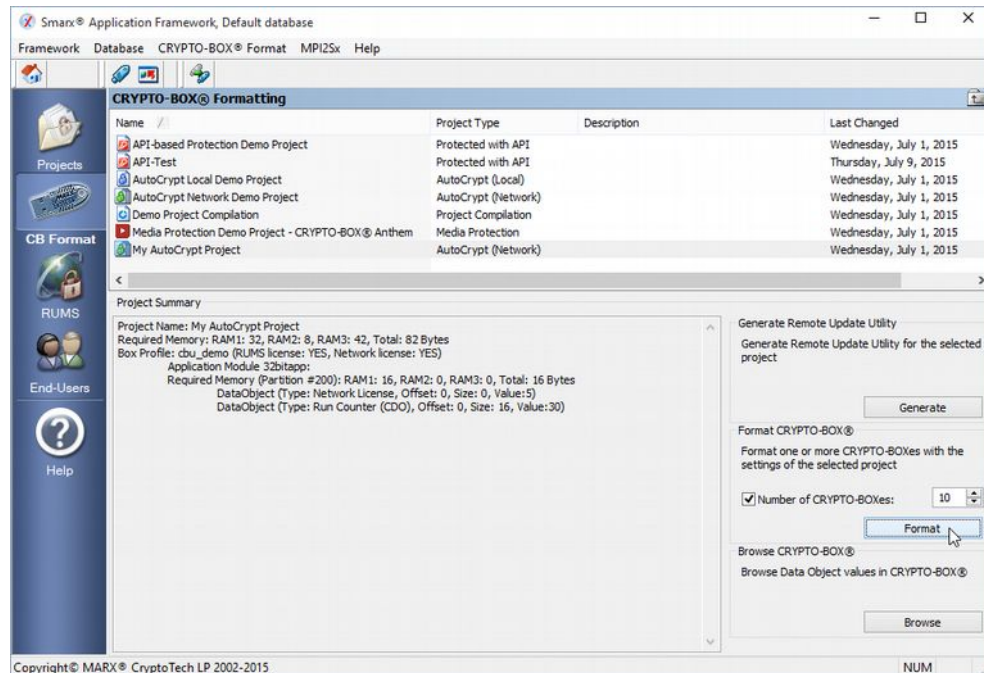 Smarx® Application Framework, Default database
Framework Database CRYPTO-BOX® Format MPI2Sx Help
CRYPTO-BOX® Formatting
Name Project Type Description Last Changed
API-based Protection Demo Project Protected with API Wednesday, July 1, 2015
API-Test Protected with API Thursday, July 9, 2015
AutoCrypt Local Demo Project AutoCrypt (Local) Wednesday, July 1, 2015
AutoCrypt Network Demo Project AutoCrypt (Network) Wednesday, July 1, 2015
Demo Project Compilation Project Compilation Wednesday, July 1, 2015
Media Protection Demo Project - CRYPTO-BOX® Anthem Media Protection Wednesday, July 1, 2015
My AutoCrypt Project AutoCrypt (Network) Wednesday, July 1, 2015
Projects
CB Format
RUMS
End-Users
Help
Project Summary
Project Name: My AutoCrypt Project
Required Memory: RAM1: 32, RAM2: 8, RAM3: 42, Total: 82 Bytes
Box Profile: cbu_demo (RUMS license: YES, Network license: YES)
Application Module 32bitapp:
Required Memory (Partition #200): RAM1: 16, RAM2: 0, RAM3: 0, Total: 16 Bytes
DataObject (Type: Network License, Offset: 0, Size: 0, Value:5)
DataObject (Type: Run Counter (CDO), Offset: 0, Size: 16, Value:30)
Generate Remote Update Utility
Generate Remote Update Utility for the selected
project
Generate
Format CRYPTO-BOX®
Format one or more CRYPTO-BOXes with the
settings of the selected project
Number of CRYPTO-BOXes: 10
Format
Browse CRYPTO-BOX®
Browse Data Object values in CRYPTO-BOX®
Browse
Copyright© MARX® CryptoTech LP 2002-2015 NUM